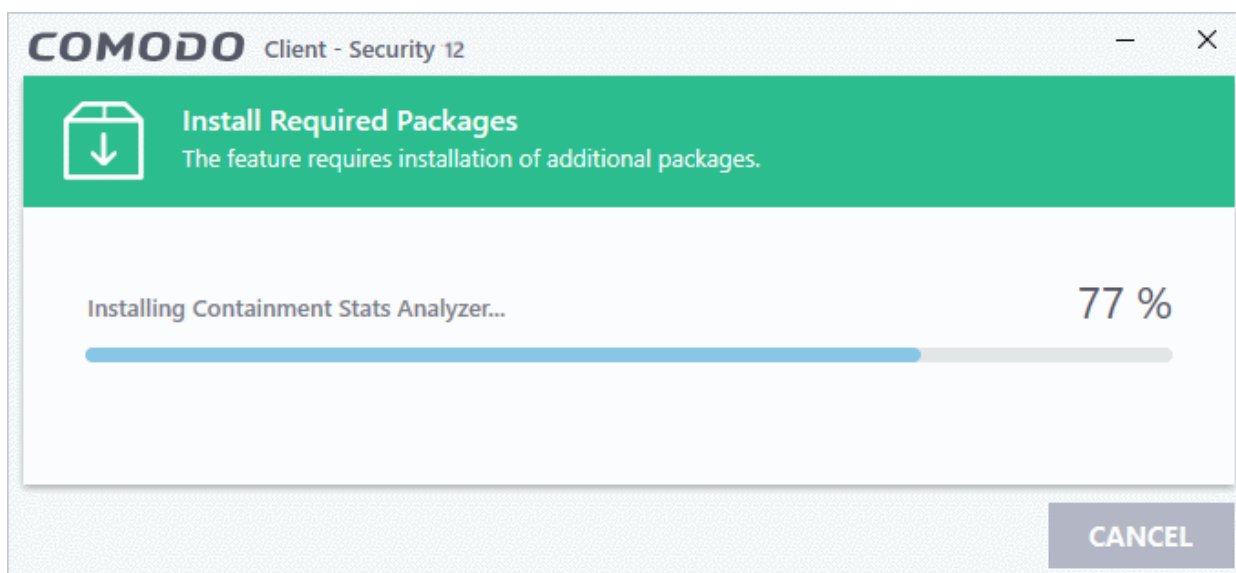 COMODO Client - Security 12
Install Required Packages
The feature requires installation of additional packages.
Installing Containment Stats Analyzer... 77 %
CANCEL